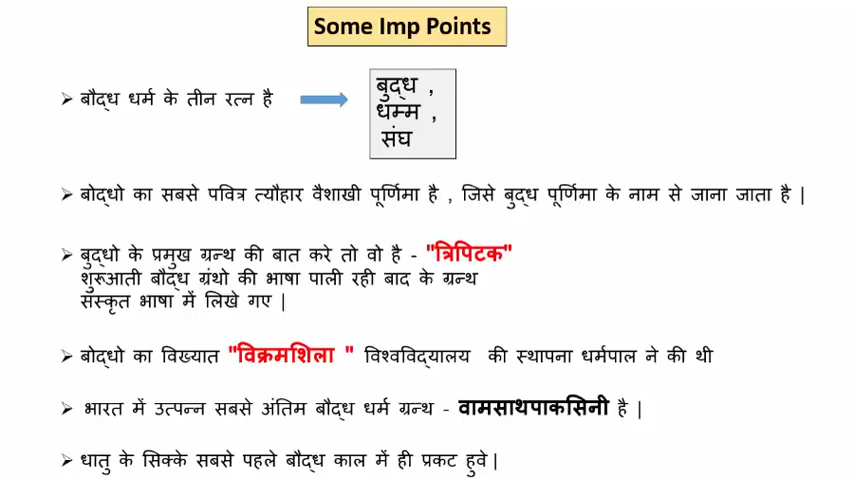 Some Imp Points
➢ बौद्ध धर्म के तीन रत्न है
बुद्ध ,
धम्म ,
संघ
➢ बोद्धो का सबसे पवित्र त्यौहार वैशाखी पूर्णिमा है , जिसे बुद्ध पूर्णिमा के नाम से जाना जाता है |
➢ बुद्धो के प्रमुख ग्रन्थ की बात करे तो वो है - "त्रिपिटक"
शुरूआती बौद्ध ग्रंथो की भाषा पाली रही बाद के ग्रन्थ
संस्कृत भाषा में लिखे गए |
➢ बोद्धो का विख्यात "विक्रमशिला " विश्वविद्यालय की स्थापना धर्मपाल ने की थी
➢ भारत में उत्पन्न सबसे अंतिम बौद्ध धर्म ग्रन्थ - वामसाथपाकसिनी है |
➢ धातु के सिक्के सबसे पहले बौद्ध काल में ही प्रकट हुवे |